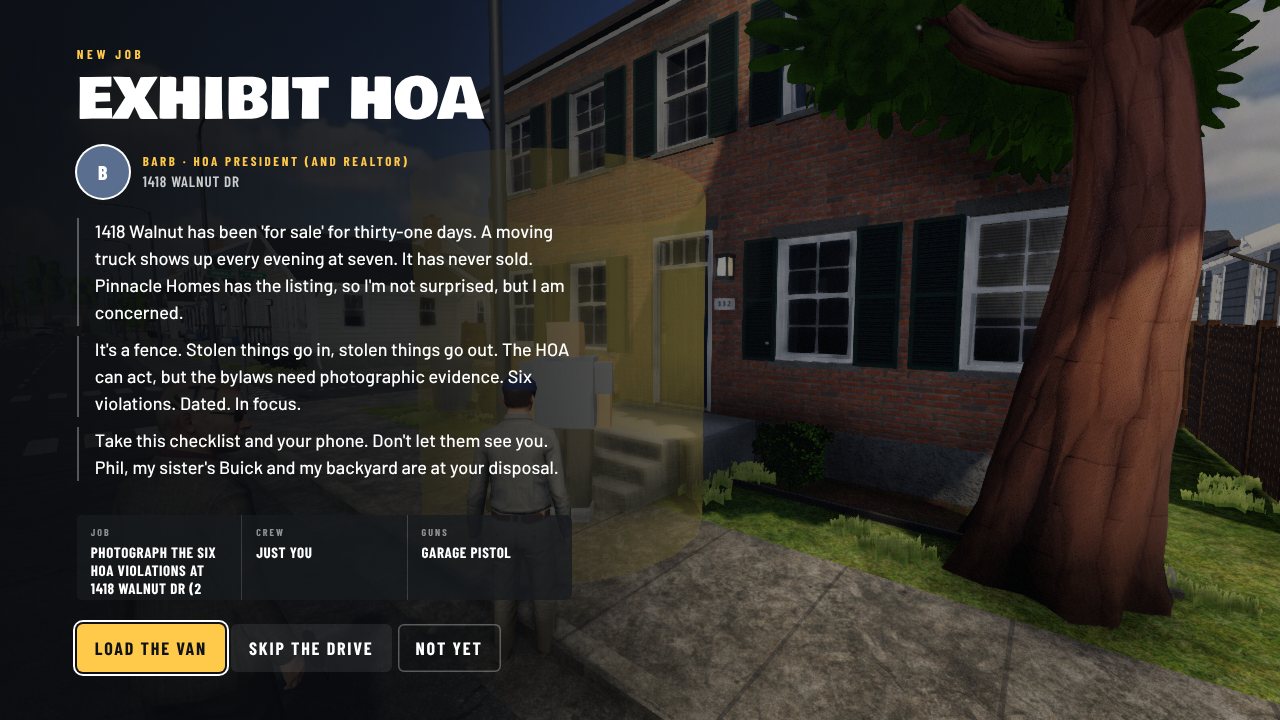 NEW JOB
EXHIBIT HOA
B
BARB · HOA PRESIDENT (AND REALTOR)
1418 WALNUT DR
1418 Walnut has been 'for sale' for thirty-one days. A moving
truck shows up every evening at seven. It has never sold.
Pinnacle Homes has the listing, so I'm not surprised, but I am
concerned.
It's a fence. Stolen things go in, stolen things go out. The HOA
can act, but the bylaws need photographic evidence. Six
violations. Dated. In focus.
Take this checklist and your phone. Don't let them see you.
Phil, my sister's Buick and my backyard are at your disposal.
JOB
PHOTOGRAPH THE SIX
HOA VIOLATIONS AT
1418 WALNUT DR (2
CREW
JUST YOU
GUNS
GARAGE PISTOL
LOAD THE VAN
SKIP THE DRIVE
NOT YET